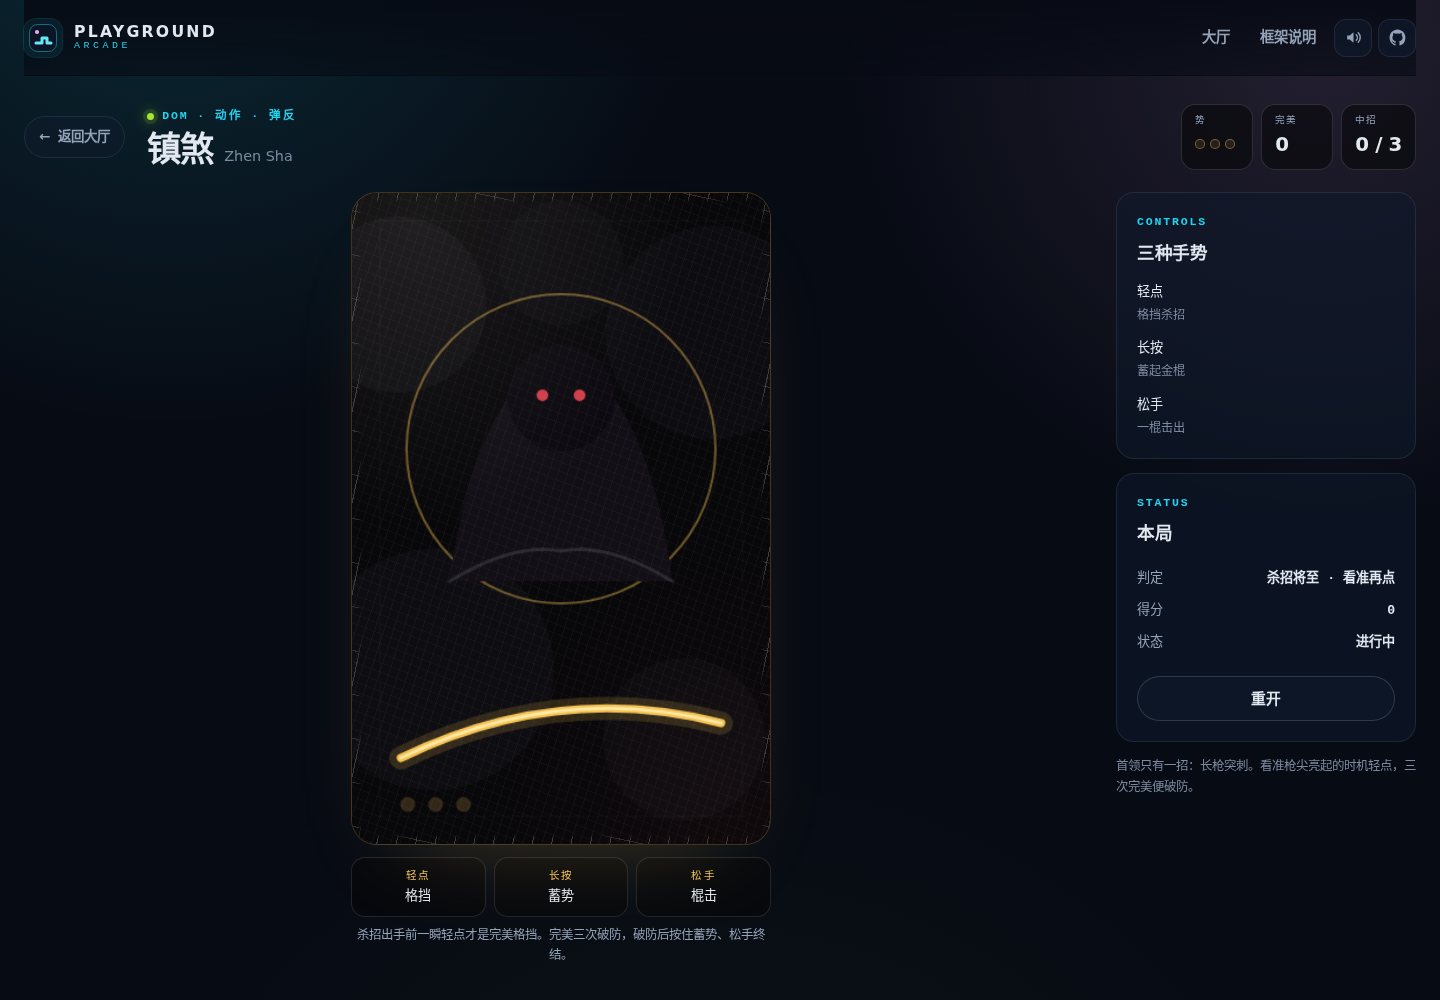 PLAYGROUND
ARCADE
大厅
框架说明
← 返回大厅
DOM · 动作 · 弹反
镇煞 Zhen Sha
势
完美
0
中招
0 / 3
CONTROLS
三种手势
轻点
格挡杀招
长按
蓄起金棍
松手
一棍击出
STATUS
本局
判定 杀招将至 · 看准再点
得分 0
状态 进行中
重开
首领只有一招：长枪突刺。看准枪尖亮起的时机轻点，三
次完美便破防。
轻点
格挡
长按
蓄势
松手
棍击
杀招出手前一瞬轻点才是完美格挡。完美三次破防，破防后按住蓄势、松手终
结。